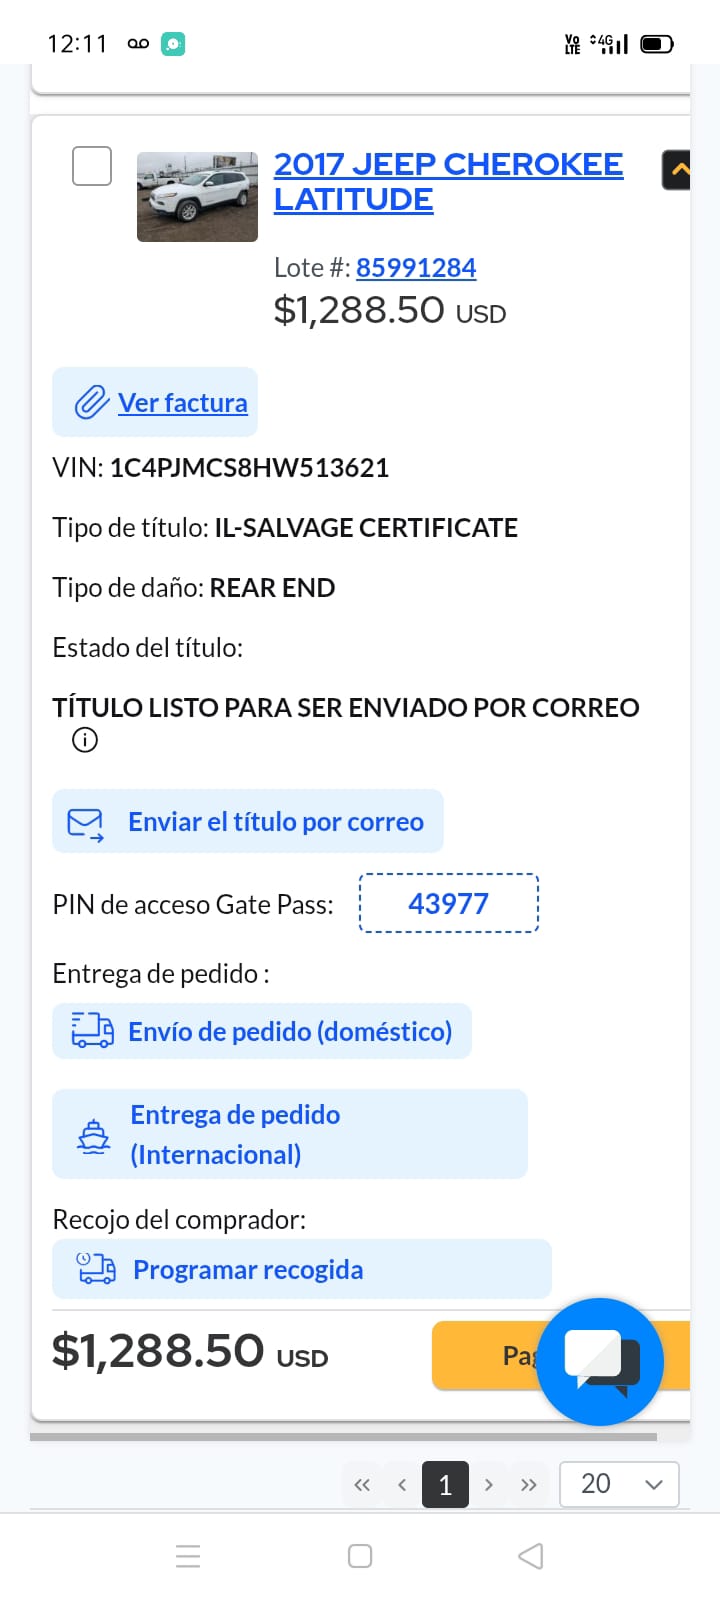 12:11
Vo
LTE
4G
2017 JEEP CHEROKEE
LATITUDE
Lote #: 85991284
$1,288.50 USD
Ver factura
VIN: 1C4PJMCS8HW513621
Tipo de título: IL-SALVAGE CERTIFICATE
Tipo de daño: REAR END
Estado del título:
TÍTULO LISTO PARA SER ENVIADO POR CORREO
Enviar el título por correo
PIN de acceso Gate Pass: 43977
Entrega de pedido :
Envío de pedido (doméstico)
Entrega de pedido
(Internacional)
Recojo del comprador:
Programar recogida
$1,288.50 USD
« ‹ 1 › » 20